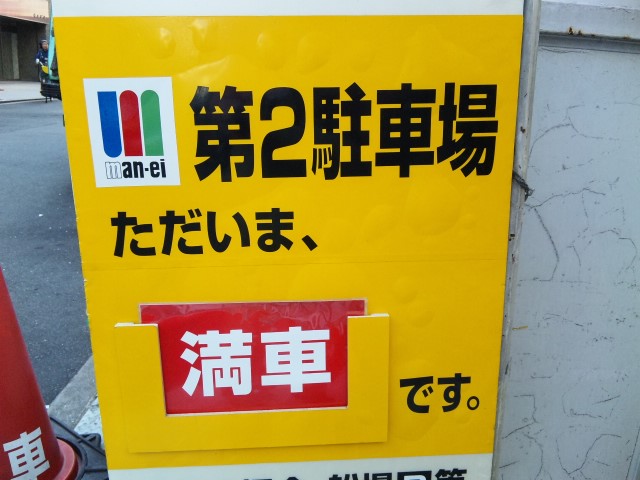 man-ei
第2駐車場
ただいま、
満車
です。
車